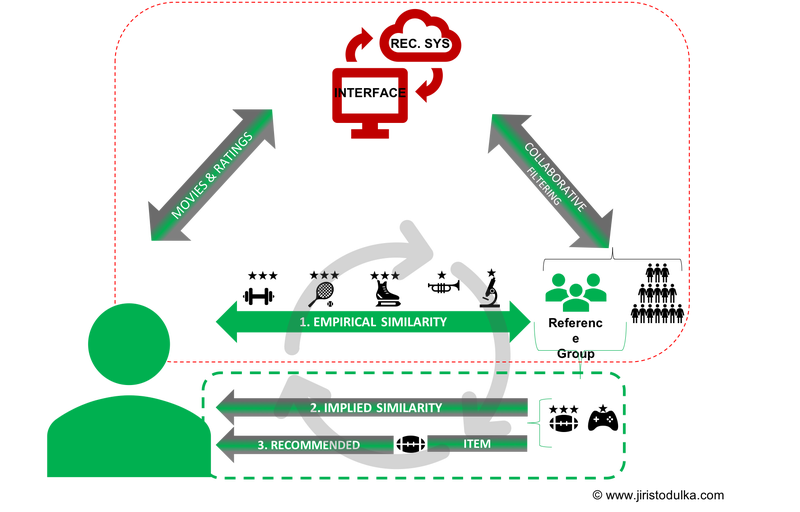 REC. SYS
INTERFACE
MOVIES & RATINGS
COLLABORATIVE
FILTERING
1. EMPIRICAL SIMILARITY
Referenc
e
Group
2. IMPLIED SIMILARITY
3. RECOMMENDED ITEM
© www.jiristodulka.com